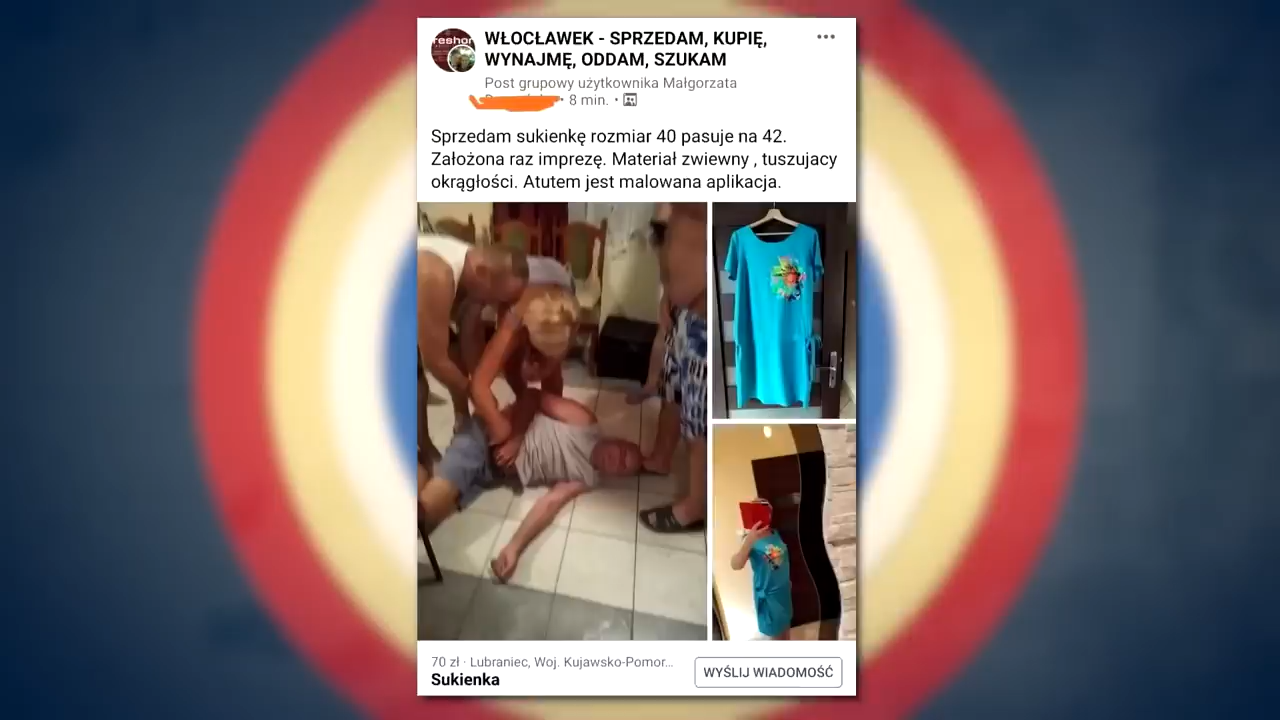 reshor
WŁOCŁAWEK - SPRZEDAM, KUPIĘ,
WYNAJMĘ, ODDAM, SZUKAM
Post grupowy użytkownika Małgorzata
• 8 min. •
Sprzedam sukienkę rozmiar 40 pasuje na 42.
Założona raz imprezę. Materiał zwiewny , tuszujacy
okrągłości. Atutem jest malowana aplikacja.
70 zł · Lubraniec, Woj. Kujawsko-Pomor...
Sukienka
WYŚLIJ WIADOMOŚĆ